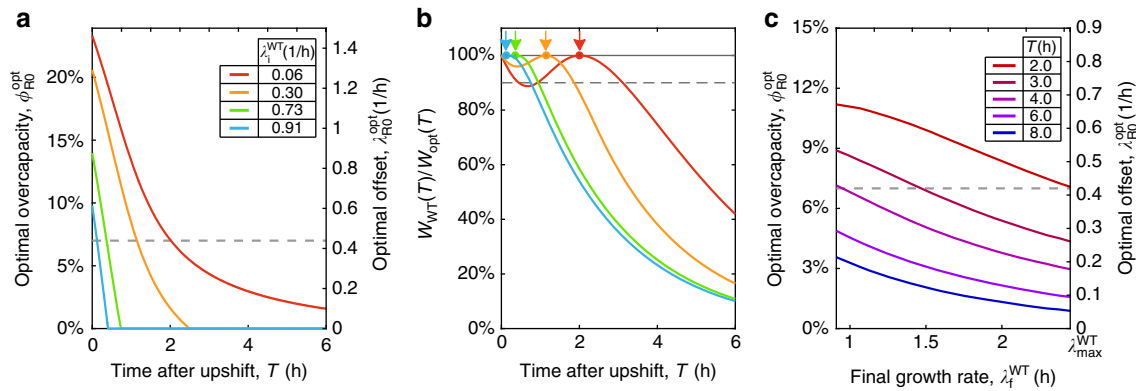 a
Optimal overcapacity, ϕ_R0^opt
20%
15%
10%
5%
0%
0 2 4 6
Time after upshift, T (h)
λ_i^WT (1/h)
0.06
0.30
0.73
0.91
1.4
1.2
1
0.8
0.6
0.4
0.2
0
Optimal offset, λ_R0^opt (1/h)
b
W_WT(T)/W_opt(T)
100%
80%
60%
40%
20%
0%
0 2 4 6
Time after upshift, T (h)
c
Optimal overcapacity, ϕ_R0^opt
15%
12%
9%
6%
3%
0%
1 1.5 2 λ_max^WT
Final growth rate, λ_f^WT (h)
T (h)
2.0
3.0
4.0
6.0
8.0
0.9
0.8
0.7
0.6
0.5
0.4
0.3
0.2
0.1
0
Optimal offset, λ_R0^opt (1/h)